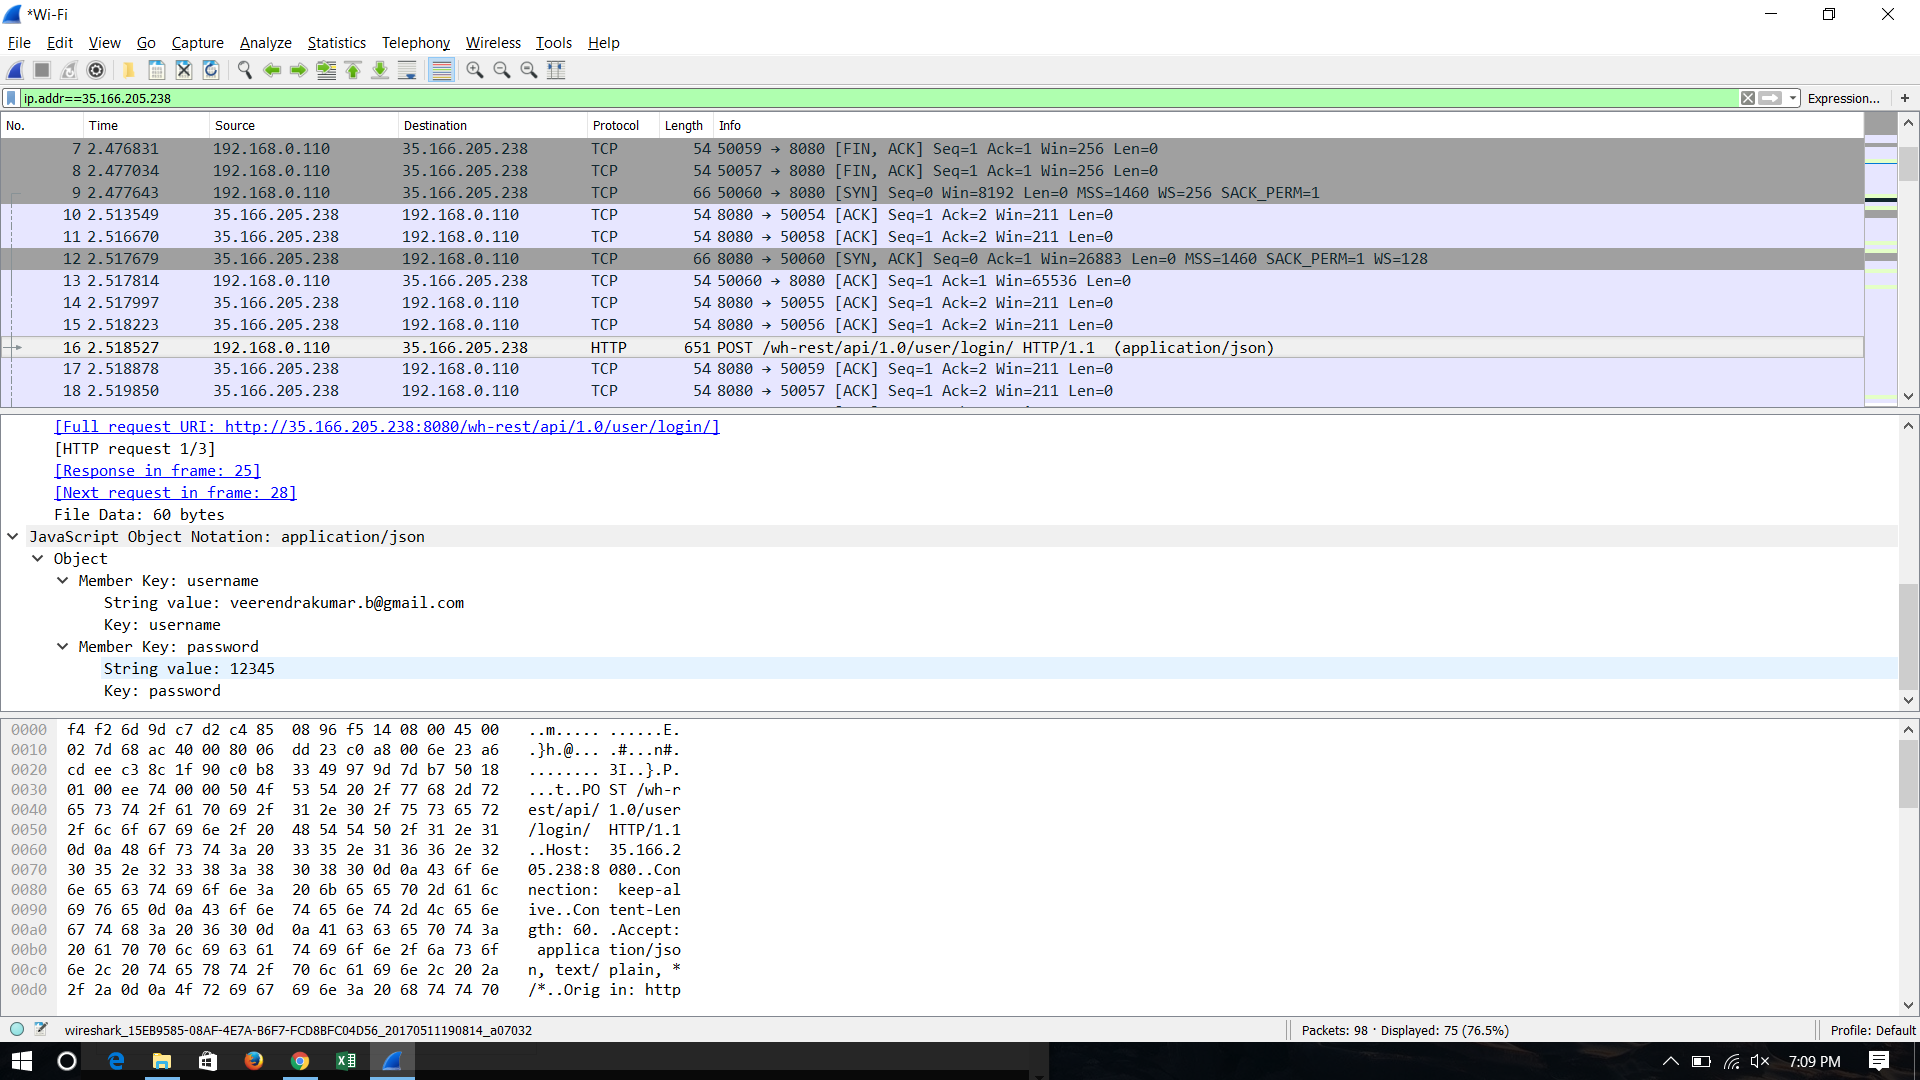 *Wi-Fi
File Edit View Go Capture Analyze Statistics Telephony Wireless Tools Help
ip.addr==35.166.205.238 Expression... +
No. Time Source Destination Protocol Length Info
7 2.476831 192.168.0.110 35.166.205.238 TCP 54 50059 → 8080 [FIN, ACK] Seq=1 Ack=1 Win=256 Len=0
8 2.477034 192.168.0.110 35.166.205.238 TCP 54 50057 → 8080 [FIN, ACK] Seq=1 Ack=1 Win=256 Len=0
9 2.477643 192.168.0.110 35.166.205.238 TCP 66 50060 → 8080 [SYN] Seq=0 Win=8192 Len=0 MSS=1460 WS=256 SACK_PERM=1
10 2.513549 35.166.205.238 192.168.0.110 TCP 54 8080 → 50054 [ACK] Seq=1 Ack=2 Win=211 Len=0
11 2.516670 35.166.205.238 192.168.0.110 TCP 54 8080 → 50058 [ACK] Seq=1 Ack=2 Win=211 Len=0
12 2.517679 35.166.205.238 192.168.0.110 TCP 66 8080 → 50060 [SYN, ACK] Seq=0 Ack=1 Win=26883 Len=0 MSS=1460 SACK_PERM=1 WS=128
13 2.517814 192.168.0.110 35.166.205.238 TCP 54 50060 → 8080 [ACK] Seq=1 Ack=1 Win=65536 Len=0
14 2.517997 35.166.205.238 192.168.0.110 TCP 54 8080 → 50055 [ACK] Seq=1 Ack=2 Win=211 Len=0
15 2.518223 35.166.205.238 192.168.0.110 TCP 54 8080 → 50056 [ACK] Seq=1 Ack=2 Win=211 Len=0
16 2.518527 192.168.0.110 35.166.205.238 HTTP 651 POST /wh-rest/api/1.0/user/login/ HTTP/1.1 (application/json)
17 2.518878 35.166.205.238 192.168.0.110 TCP 54 8080 → 50059 [ACK] Seq=1 Ack=2 Win=211 Len=0
18 2.519850 35.166.205.238 192.168.0.110 TCP 54 8080 → 50057 [ACK] Seq=1 Ack=2 Win=211 Len=0
[Full request URI: http://35.166.205.238:8080/wh-rest/api/1.0/user/login/]
[HTTP request 1/3]
[Response in frame: 25]
[Next request in frame: 28]
File Data: 60 bytes
JavaScript Object Notation: application/json
Object
Member Key: username
String value: veerendrakumar.b@gmail.com
Key: username
Member Key: password
String value: 12345
Key: password
0000 f4 f2 6d 9d c7 d2 c4 85 08 96 f5 14 08 00 45 00 ..m..... ......E.
0010 02 7d 68 ac 40 00 80 06 dd 23 c0 a8 00 6e 23 a6 .}h.@... .#...n#.
0020 cd ee c3 8c 1f 90 c0 b8 33 49 97 9d 7d b7 50 18 ........ 3I..}.P.
0030 01 00 ee 74 00 00 50 4f 53 54 20 2f 77 68 2d 72 ...t..PO ST /wh-r
0040 65 73 74 2f 61 70 69 2f 31 2e 30 2f 75 73 65 72 est/api/ 1.0/user
0050 2f 6c 6f 67 69 6e 2f 20 48 54 54 50 2f 31 2e 31 /login/ HTTP/1.1
0060 0d 0a 48 6f 73 74 3a 20 33 35 2e 31 36 36 2e 32 ..Host: 35.166.2
0070 30 35 2e 32 33 38 3a 38 30 38 30 0d 0a 43 6f 6e 05.238:8 080..Con
0080 6e 65 63 74 69 6f 6e 3a 20 6b 65 65 70 2d 61 6c nection: keep-al
0090 69 76 65 0d 0a 43 6f 6e 74 65 6e 74 2d 4c 65 6e ive..Con tent-Len
00a0 67 74 68 3a 20 36 30 0d 0a 41 63 63 65 70 74 3a gth: 60. .Accept:
00b0 20 61 70 70 6c 69 63 61 74 69 6f 6e 2f 6a 73 6f applica tion/jso
00c0 6e 2c 20 74 65 78 74 2f 70 6c 61 69 6e 2c 20 2a n, text/ plain, *
00d0 2f 2a 0d 0a 4f 72 69 67 69 6e 3a 20 68 74 74 70 /*..Orig in: http
wireshark_15EB9585-08AF-4E7A-B6F7-FCD8BFC04D56_20170511190814_a07032 Packets: 98 · Displayed: 75 (76.5%) Profile: Default
7:09 PM